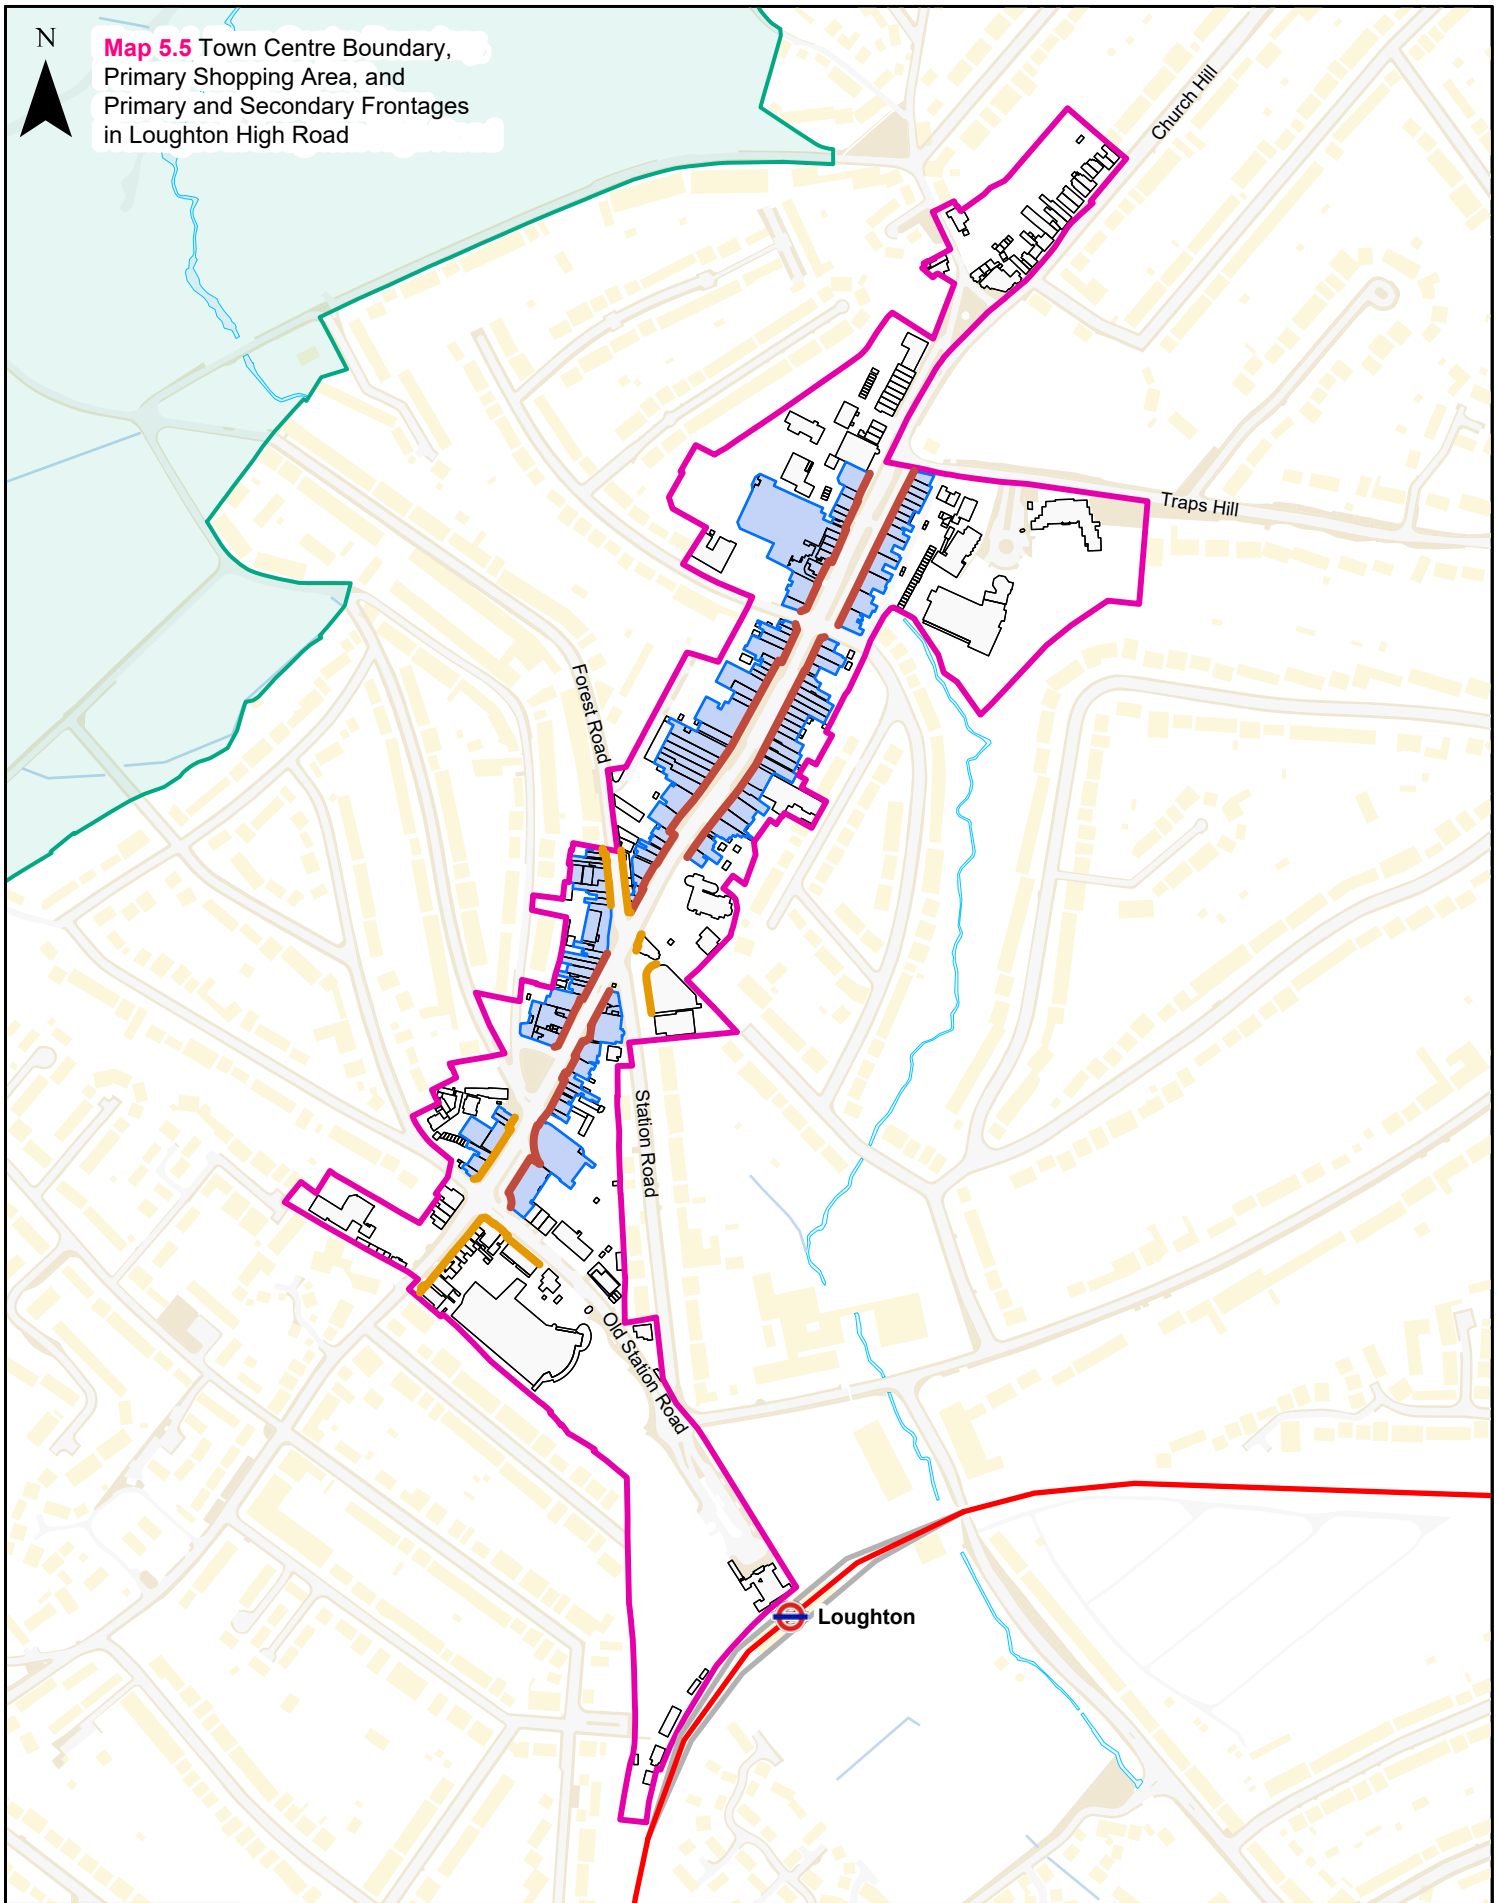 N
Map 5.5 Town Centre Boundary,
Primary Shopping Area, and
Primary and Secondary Frontages
in Loughton High Road
Church Hill
Traps Hill
Forest Road
Station Road
Old Station Road
Loughton